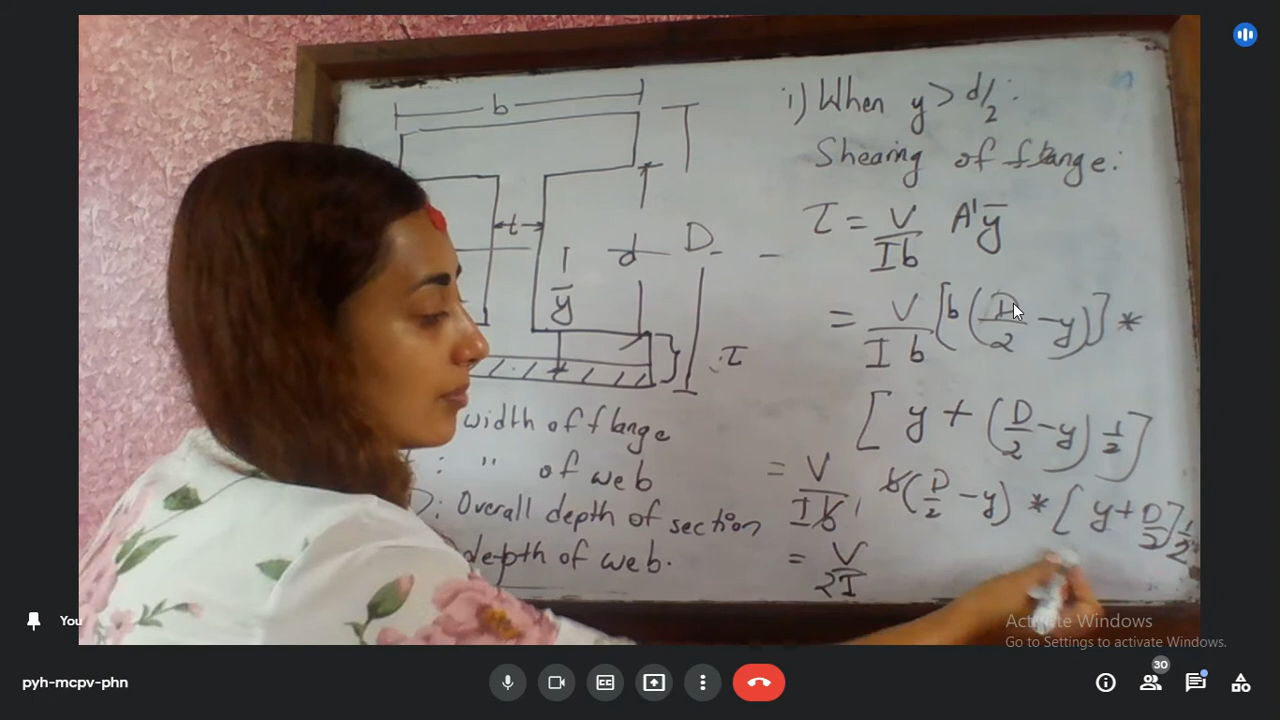 b
t
d
D
y̅
τ
width of flange
: " of web
D: Overall depth of section
depth of web.
i) When y > d/2:
Shearing of flange:
τ = V/Ib A'y̅
= V/Ib [b(D/2 - y)] *
[y + (D/2 - y) 1/2]
= V/Ib, b(D/2 - y) * [y + D/2] 1/2
= V/2I
You
Activate Windows
Go to Settings to activate Windows.
pyh-mcpv-phn
CC
30